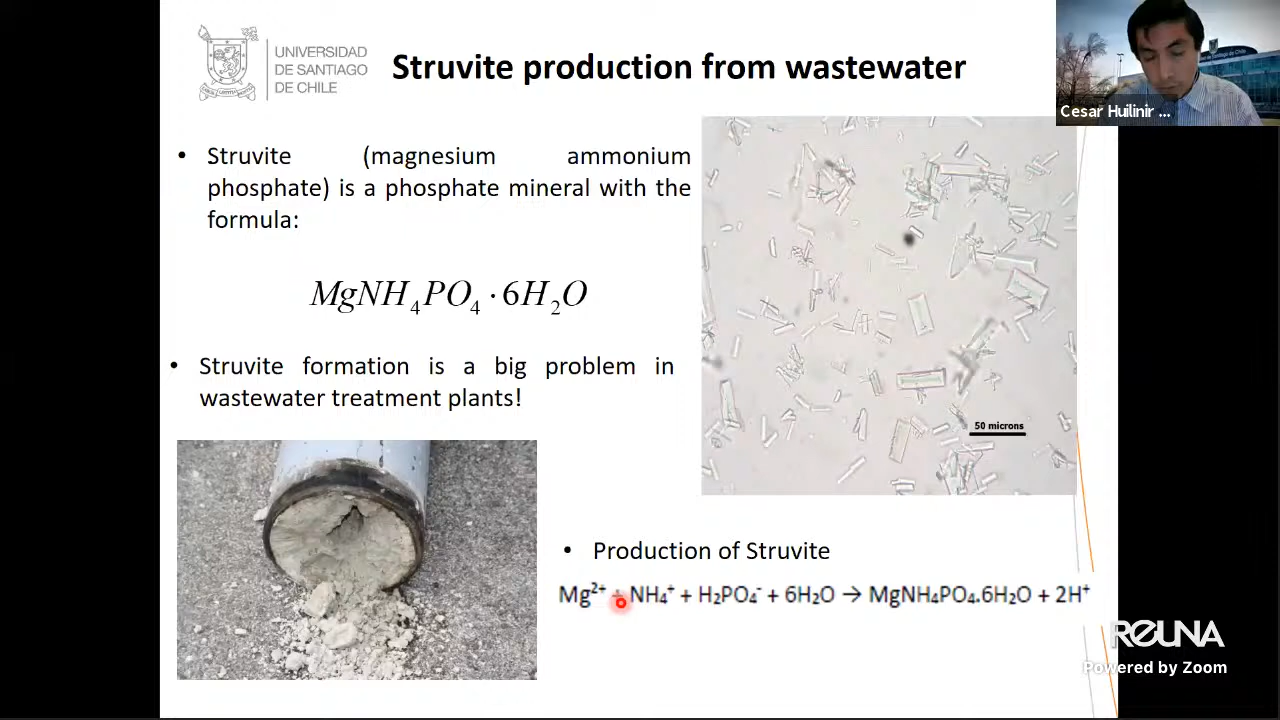 UNIVERSIDAD
DE SANTIAGO
DE CHILE
Struvite production from wastewater
Cesar Huilinir ...
• Struvite (magnesium ammonium
phosphate) is a phosphate mineral with the
formula:
MgNH₄PO₄ · 6H₂O
• Struvite formation is a big problem in
wastewater treatment plants!
50 microns
• Production of Struvite
Mg²⁺ + NH₄⁺ + H₂PO₄⁻ + 6H₂O → MgNH₄PO₄.6H₂O + 2H⁺
REUNA
Powered by Zoom